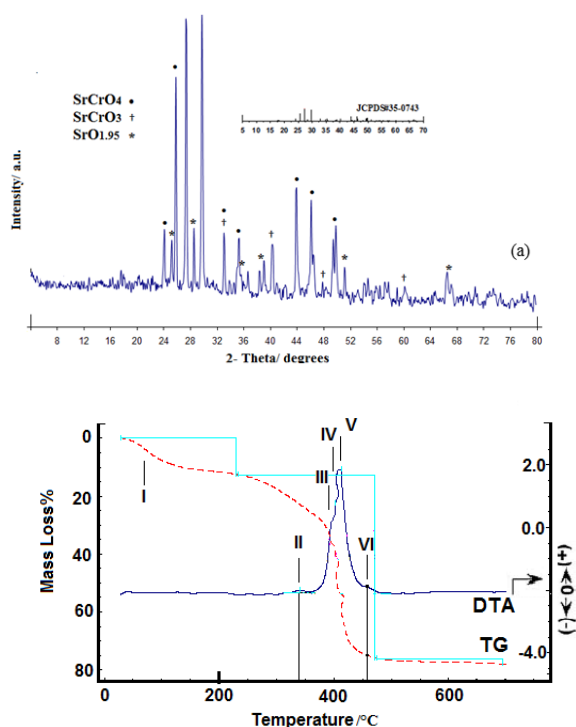 SrCrO4 •
SrCrO3 †
SrO1.95 *
JCPDS#35-0743
5 10 15 20 25 30 35 40 45 50 55 60 65 70
Intensity/ a.u.
(a)
8 12 16 20 24 28 32 36 40 44 48 52 56 60 64 68 72 76 80
2- Theta/ degrees
Mass Loss%
0
20
40
60
80
I
II
III
IV
V
VI
2.0
0.0
-4.0
(-)<0>(+)
DTA
TG
0 200 400 600
Temperature /°C